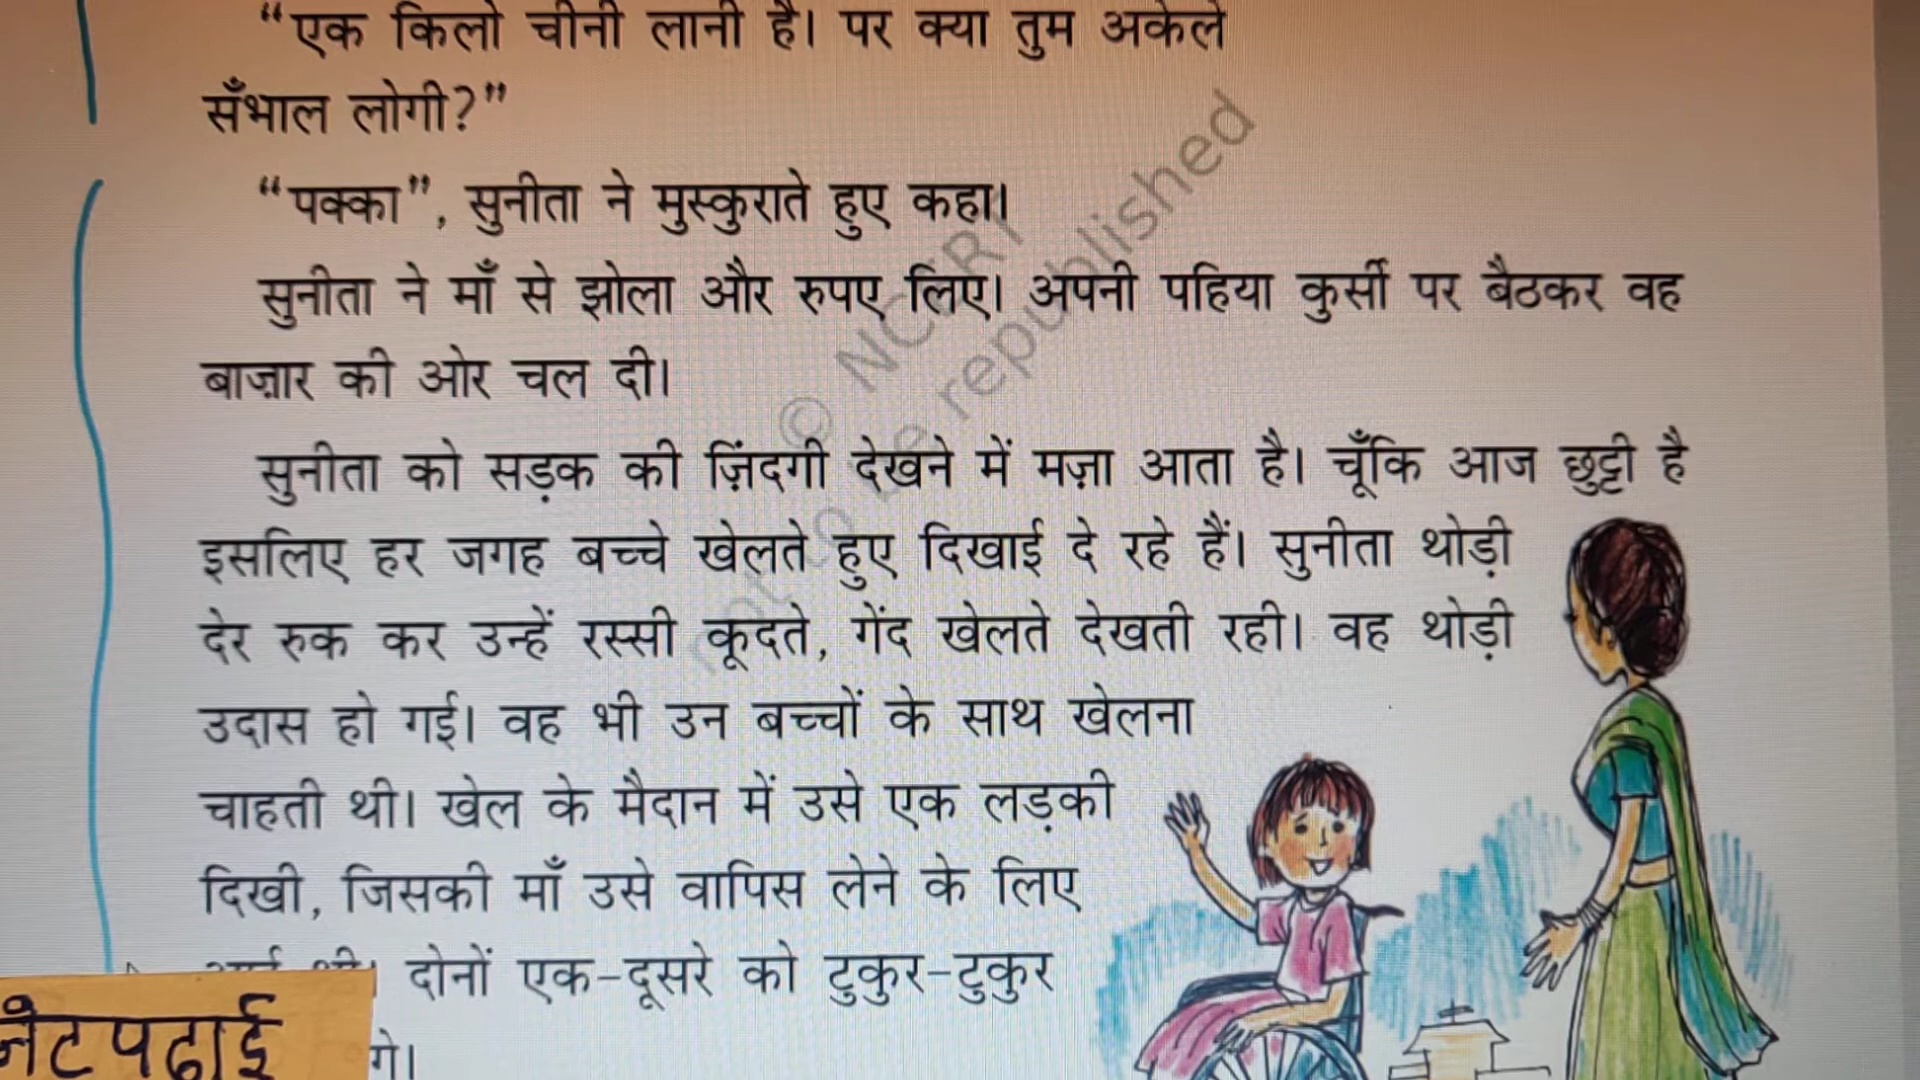 “एक किलो चीनी लानी है। पर क्या तुम अकेले
सँभाल लोगी?”
“पक्का”, सुनीता ने मुस्कुराते हुए कहा।
सुनीता ने माँ से झोला और रुपए लिए। अपनी पहिया कुर्सी पर बैठकर वह
बाज़ार की ओर चल दी।
सुनीता को सड़क की ज़िंदगी देखने में मज़ा आता है। चूँकि आज छुट्टी है
इसलिए हर जगह बच्चे खेलते हुए दिखाई दे रहे हैं। सुनीता थोड़ी
देर रुक कर उन्हें रस्सी कूदते, गेंद खेलते देखती रही। वह थोड़ी
उदास हो गई। वह भी उन बच्चों के साथ खेलना
चाहती थी। खेल के मैदान में उसे एक लड़की
दिखी, जिसकी माँ उसे वापिस लेने के लिए
दोनों एक-दूसरे को टुकुर-टुकुर
गे।
नेटपढाई
© NCERT
republished